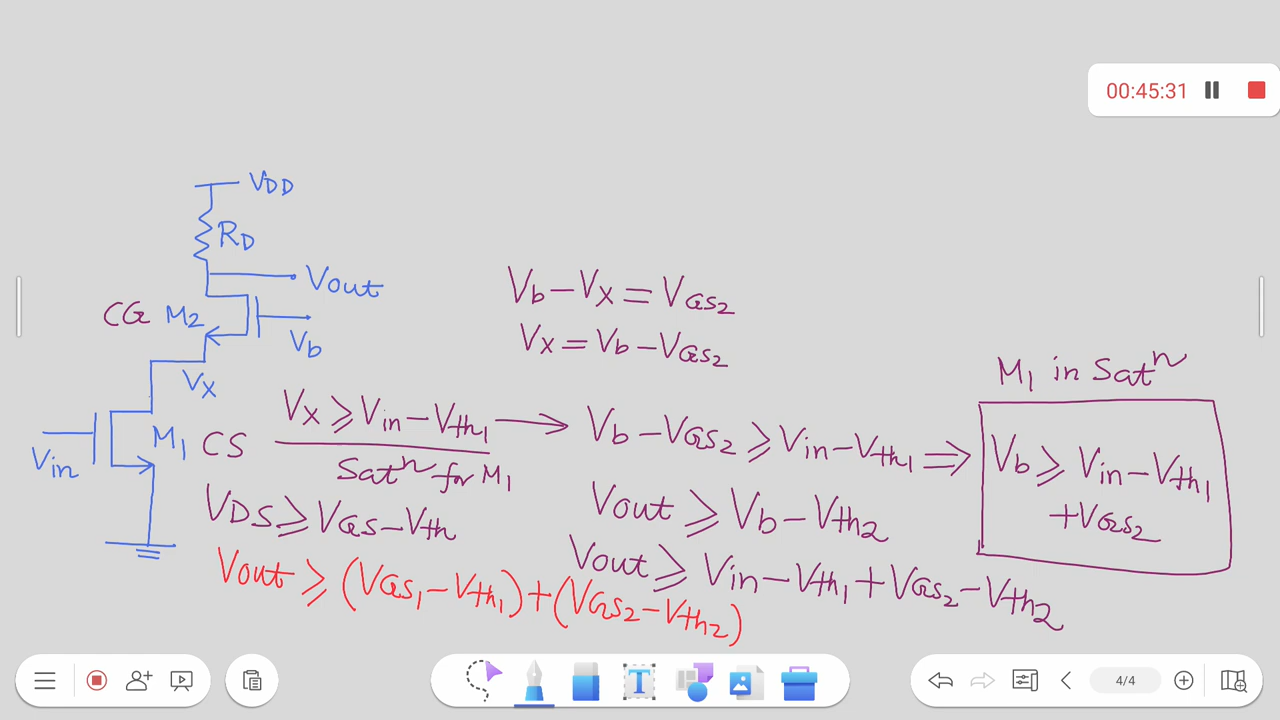 00:45:31
VDD
RD
Vout
CG M2
Vb
VX
Vin
M1 CS
Vb – VX = VGS2
VX = Vb – VGS2
VX ≥ Vin – Vth1 → Vb – VGS2 ≥ Vin – Vth1 ⇒
Satⁿ for M1
M1 in Satⁿ
Vb ≥ Vin – Vth1
+ VGS2
VDS ≥ VGS – Vth
Vout ≥ Vb – Vth2
Vout ≥ Vin – Vth1 + VGS2 – Vth2
Vout ≥ (VGS1 – Vth1) + (VGS2 – Vth2)
T
4/4